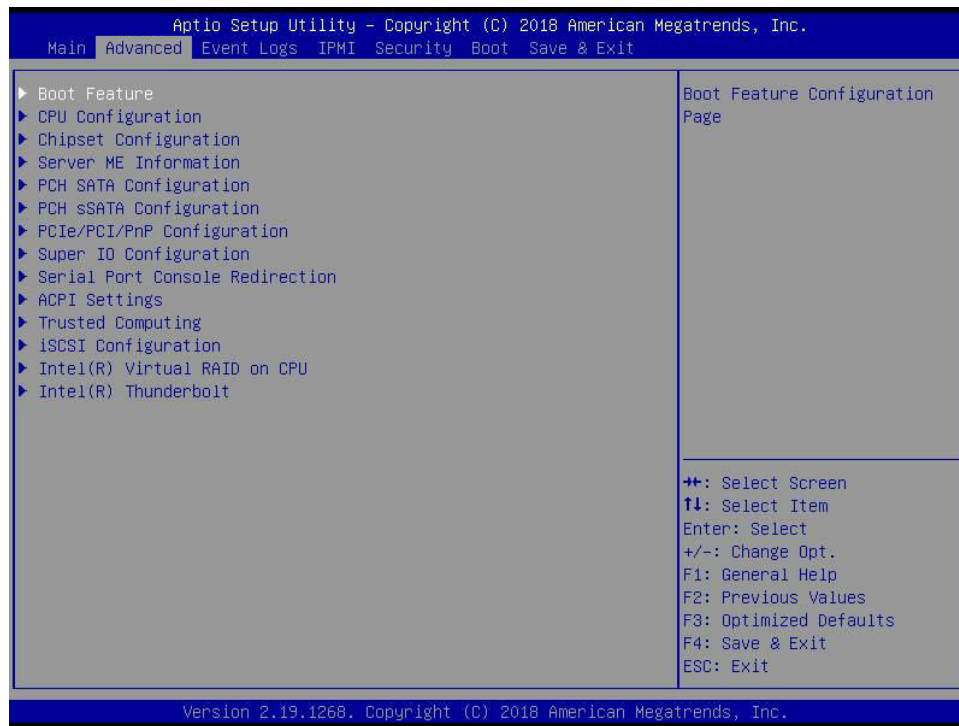 Aptio Setup Utility – Copyright (C) 2018 American Megatrends, Inc.
Main Advanced Event Logs IPMI Security Boot Save & Exit
Boot Feature
CPU Configuration
Chipset Configuration
Server ME Information
PCH SATA Configuration
PCH sSATA Configuration
PCIe/PCI/PnP Configuration
Super IO Configuration
Serial Port Console Redirection
ACPI Settings
Trusted Computing
iSCSI Configuration
Intel(R) Virtual RAID on CPU
Intel(R) Thunderbolt
Boot Feature Configuration
Page
→←: Select Screen
↑↓: Select Item
Enter: Select
+/-: Change Opt.
F1: General Help
F2: Previous Values
F3: Optimized Defaults
F4: Save & Exit
ESC: Exit
Version 2.19.1268. Copyright (C) 2018 American Megatrends, Inc.